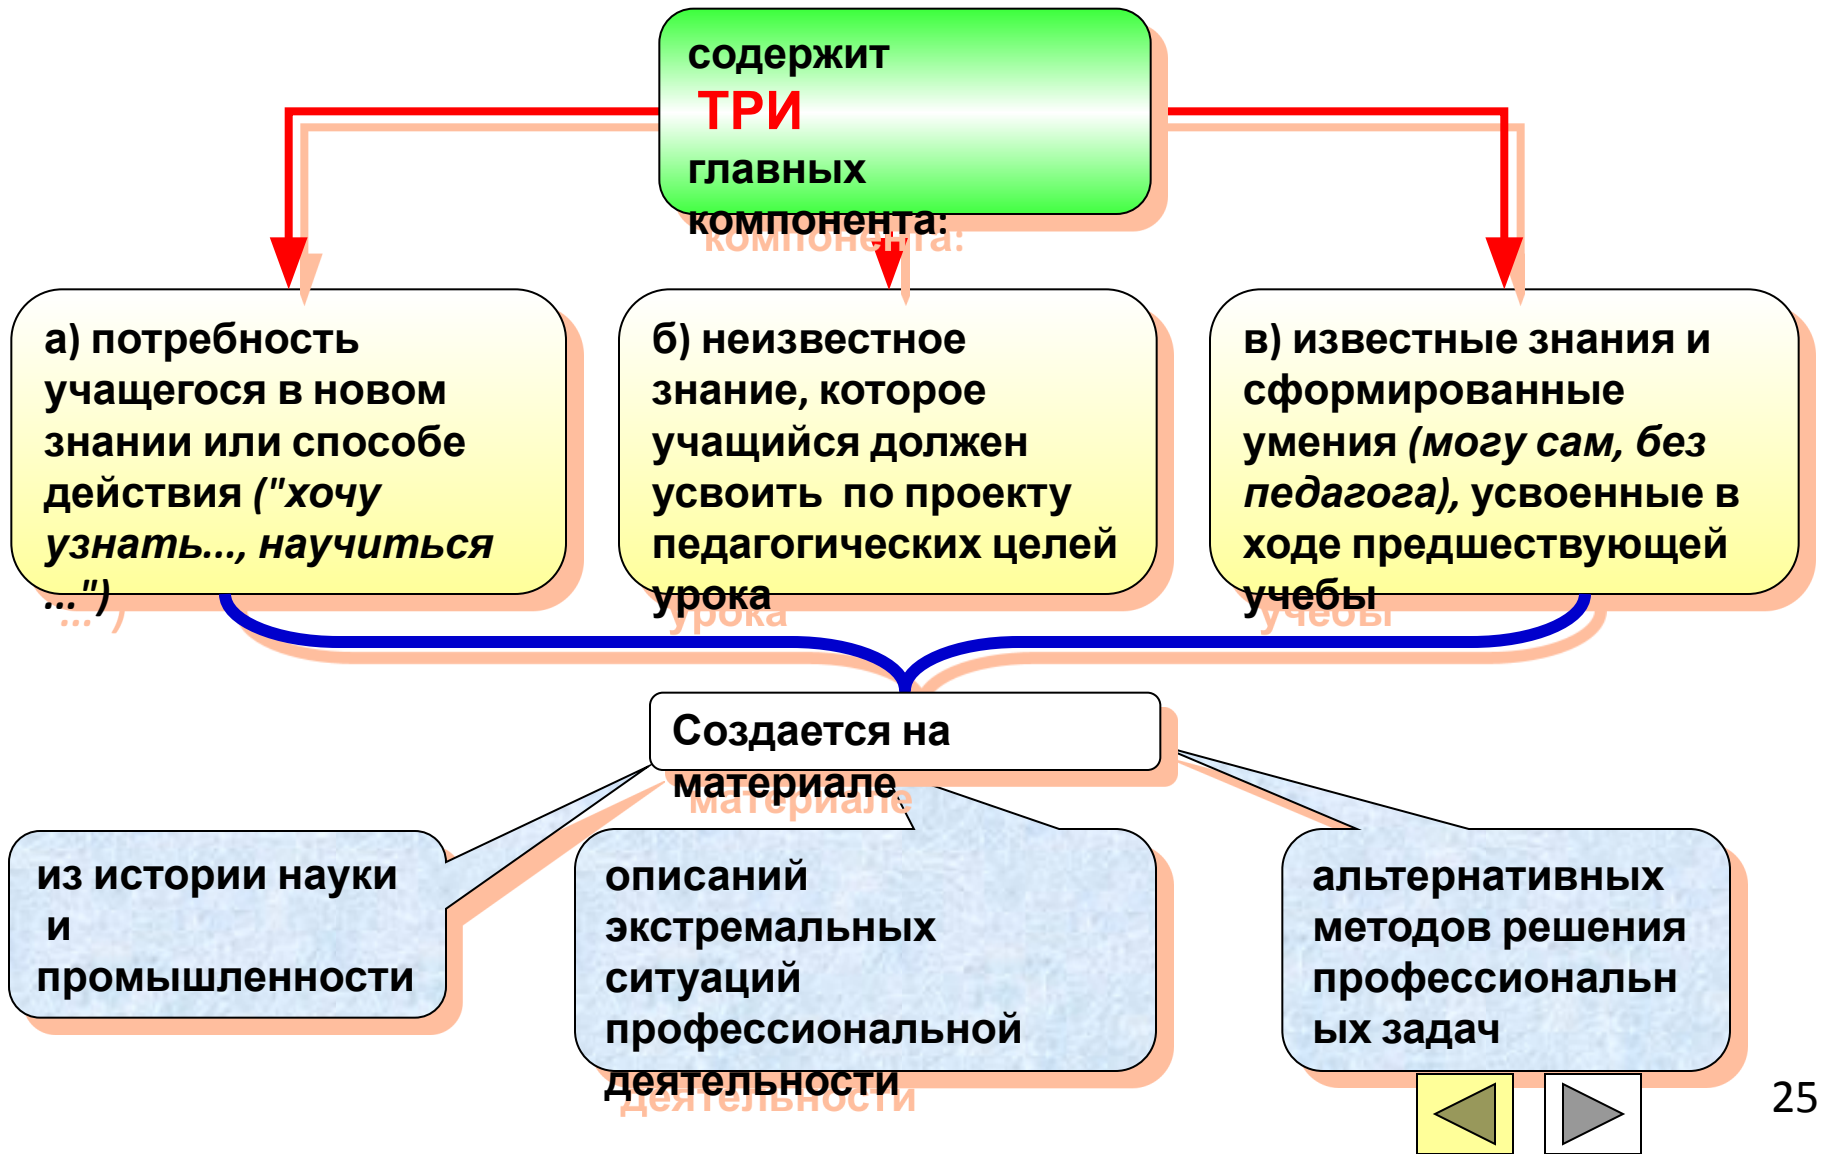 содержит
ТРИ
главных
компонента:
а) потребность
учащегося в новом
знании или способе
действия ("хочу
узнать..., научиться
...")
б) неизвестное
знание, которое
учащийся должен
усвоить по проекту
педагогических целей
урока
в) известные знания и
сформированные
умения (могу сам, без
педагога), усвоенные в
ходе предшествующей
учебы
Создается на
материале
из истории науки
и
промышленности
описаний
экстремальных
ситуаций
профессиональной
деятельности
альтернативных
методов решения
профессиональн
ых задач
25